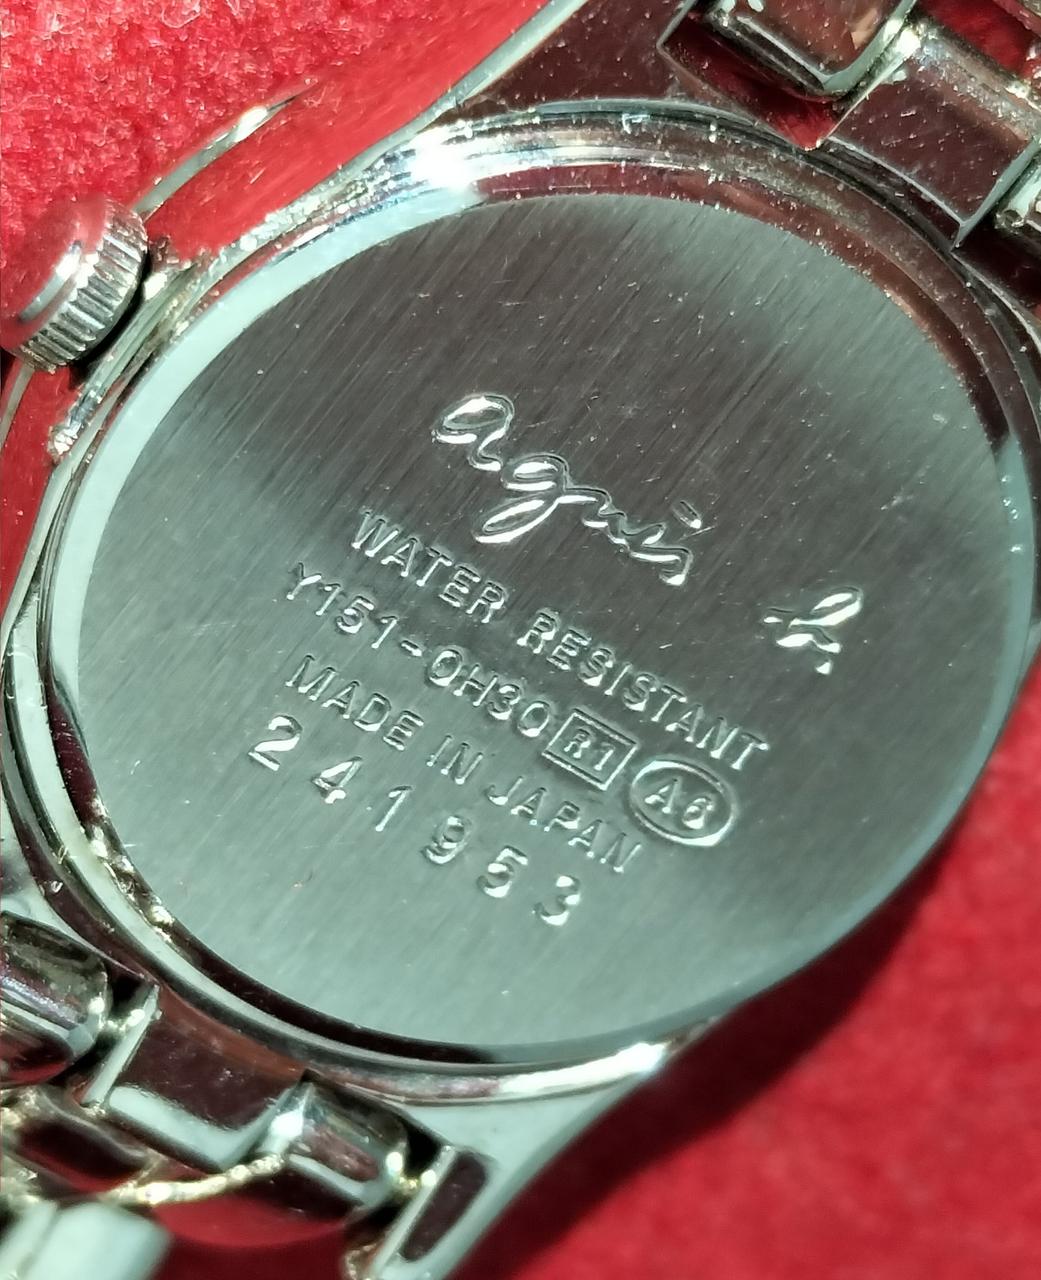 agnès b.
WATER RESISTANT
Y151-0H30 R1 A6
MADE IN JAPAN
241953